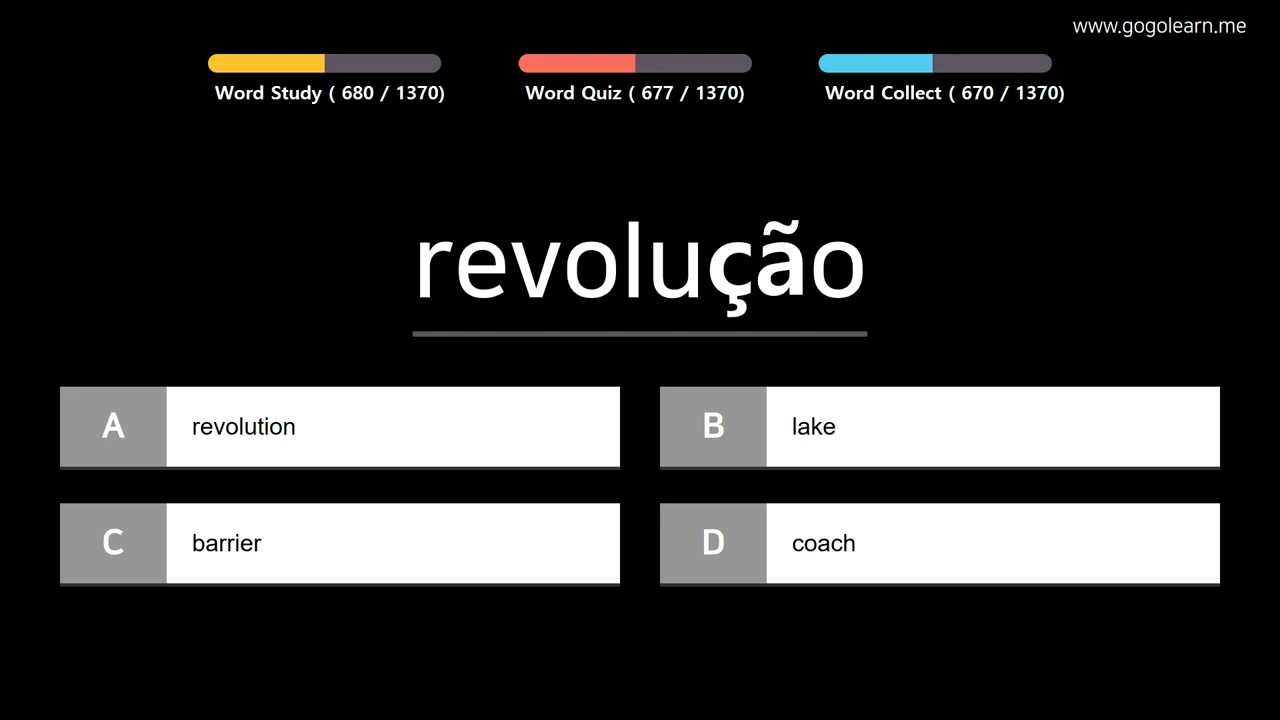 www.gogolearn.me
Word Study ( 680 / 1370)
Word Quiz ( 677 / 1370)
Word Collect ( 670 / 1370)
revolução
A revolution
B lake
C barrier
D coach